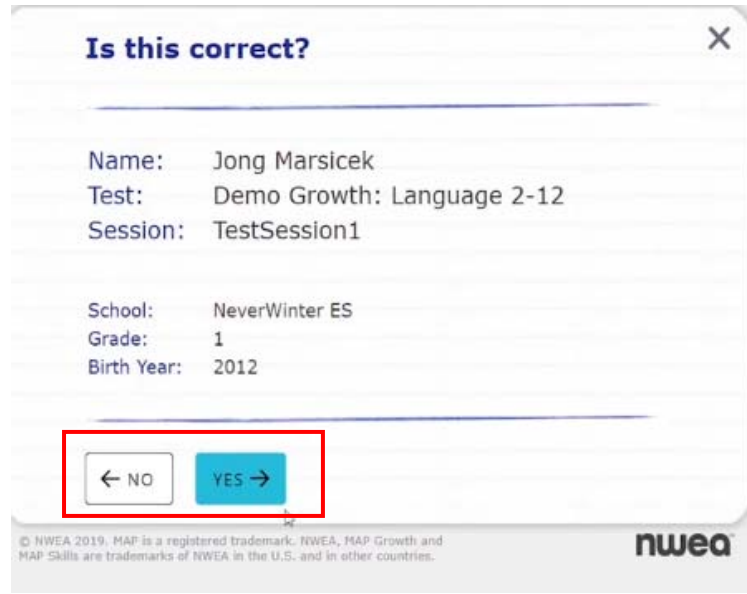 Is this correct?
Name: Jong Marsicek
Test: Demo Growth: Language 2-12
Session: TestSession1
School: NeverWinter ES
Grade: 1
Birth Year: 2012
← NO YES →
© NWEA 2019. MAP is a registered trademark. NWEA, MAP Growth and
MAP Skills are trademarks of NWEA in the U.S. and in other countries.
nwea